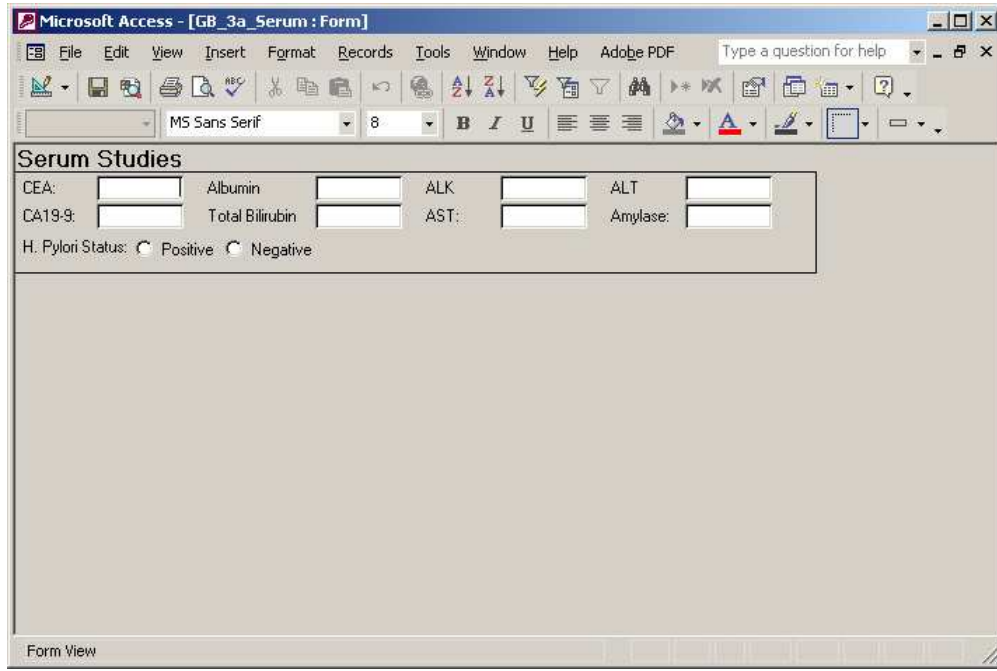 Microsoft Access - [GB_3a_Serum : Form]
File Edit View Insert Format Records Tools Window Help Adobe PDF Type a question for help
MS Sans Serif 8 B I U A
Serum Studies
CEA: Albumin ALK ALT
CA19-9: Total Bilirubin AST: Amylase:
H. Pylori Status: Positive Negative
Form View